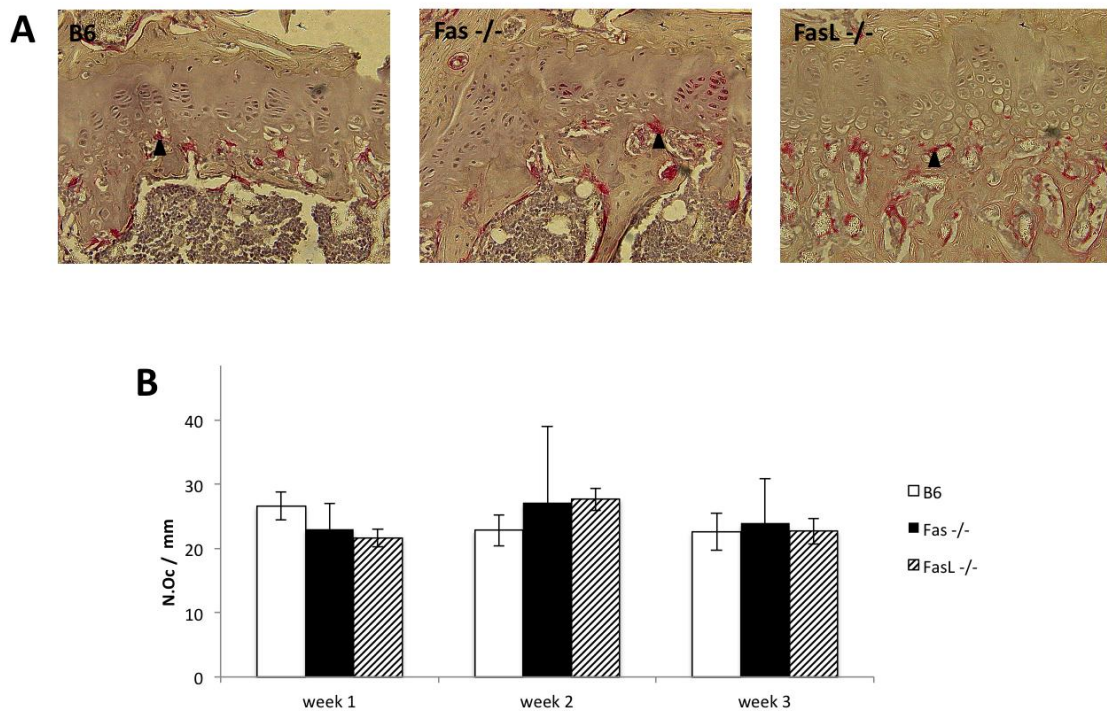 A
B6
Fas -/-
FasL -/-
B
40
30
20
10
0
N.Oc / mm
week 1
week 2
week 3
B6
Fas -/-
FasL -/-